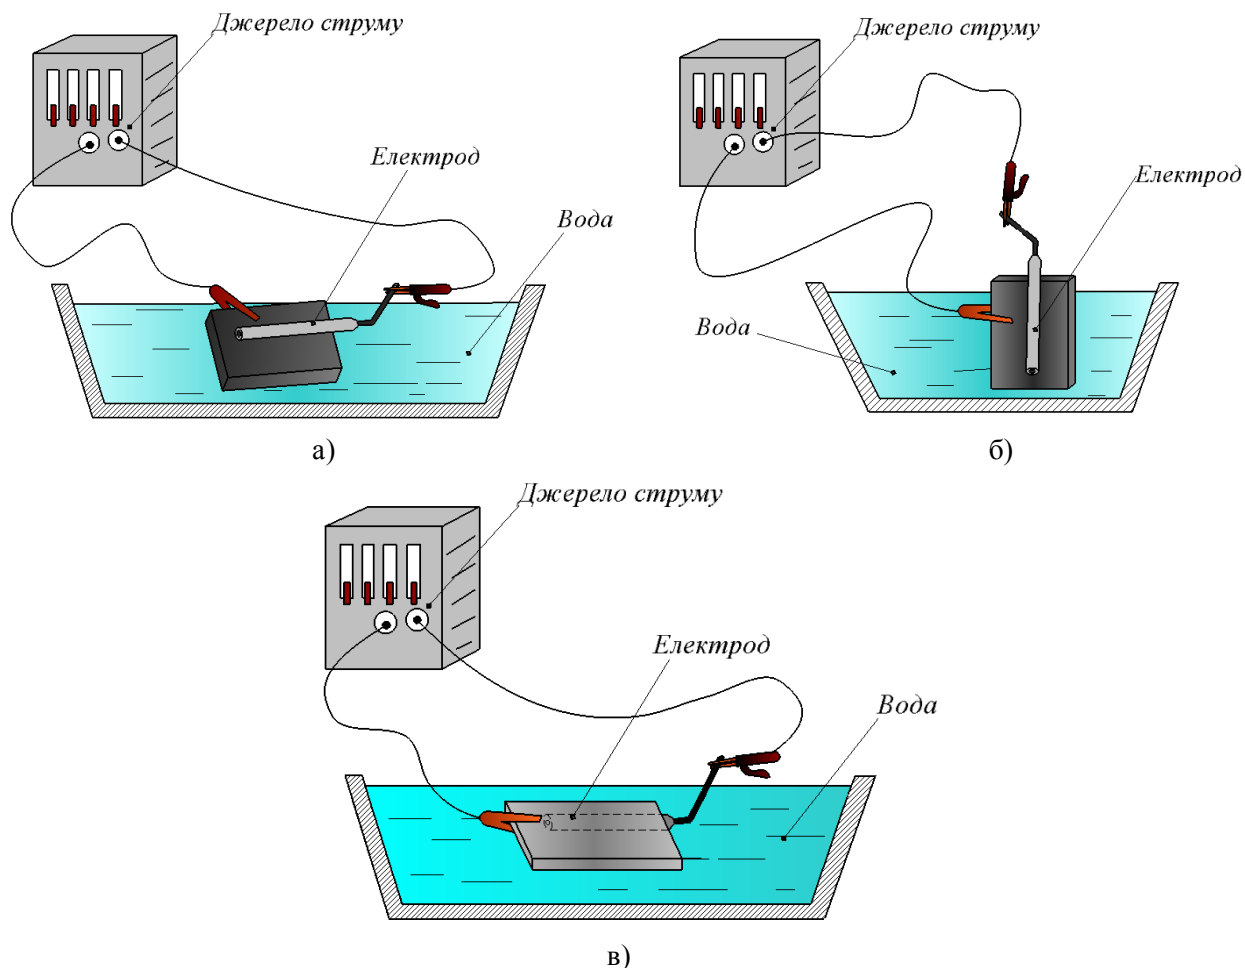 Джерело струму
Електрод
Вода
а)
Джерело струму
Електрод
Вода
б)
Джерело струму
Електрод
Вода
в)